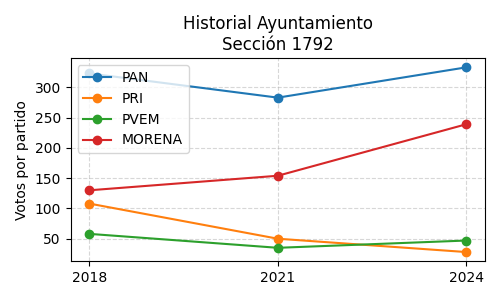 Historial Ayuntamiento
Sección 1792
PAN
PRI
PVEM
MORENA
Votos por partido
300
250
200
150
100
50
2018
2021
2024